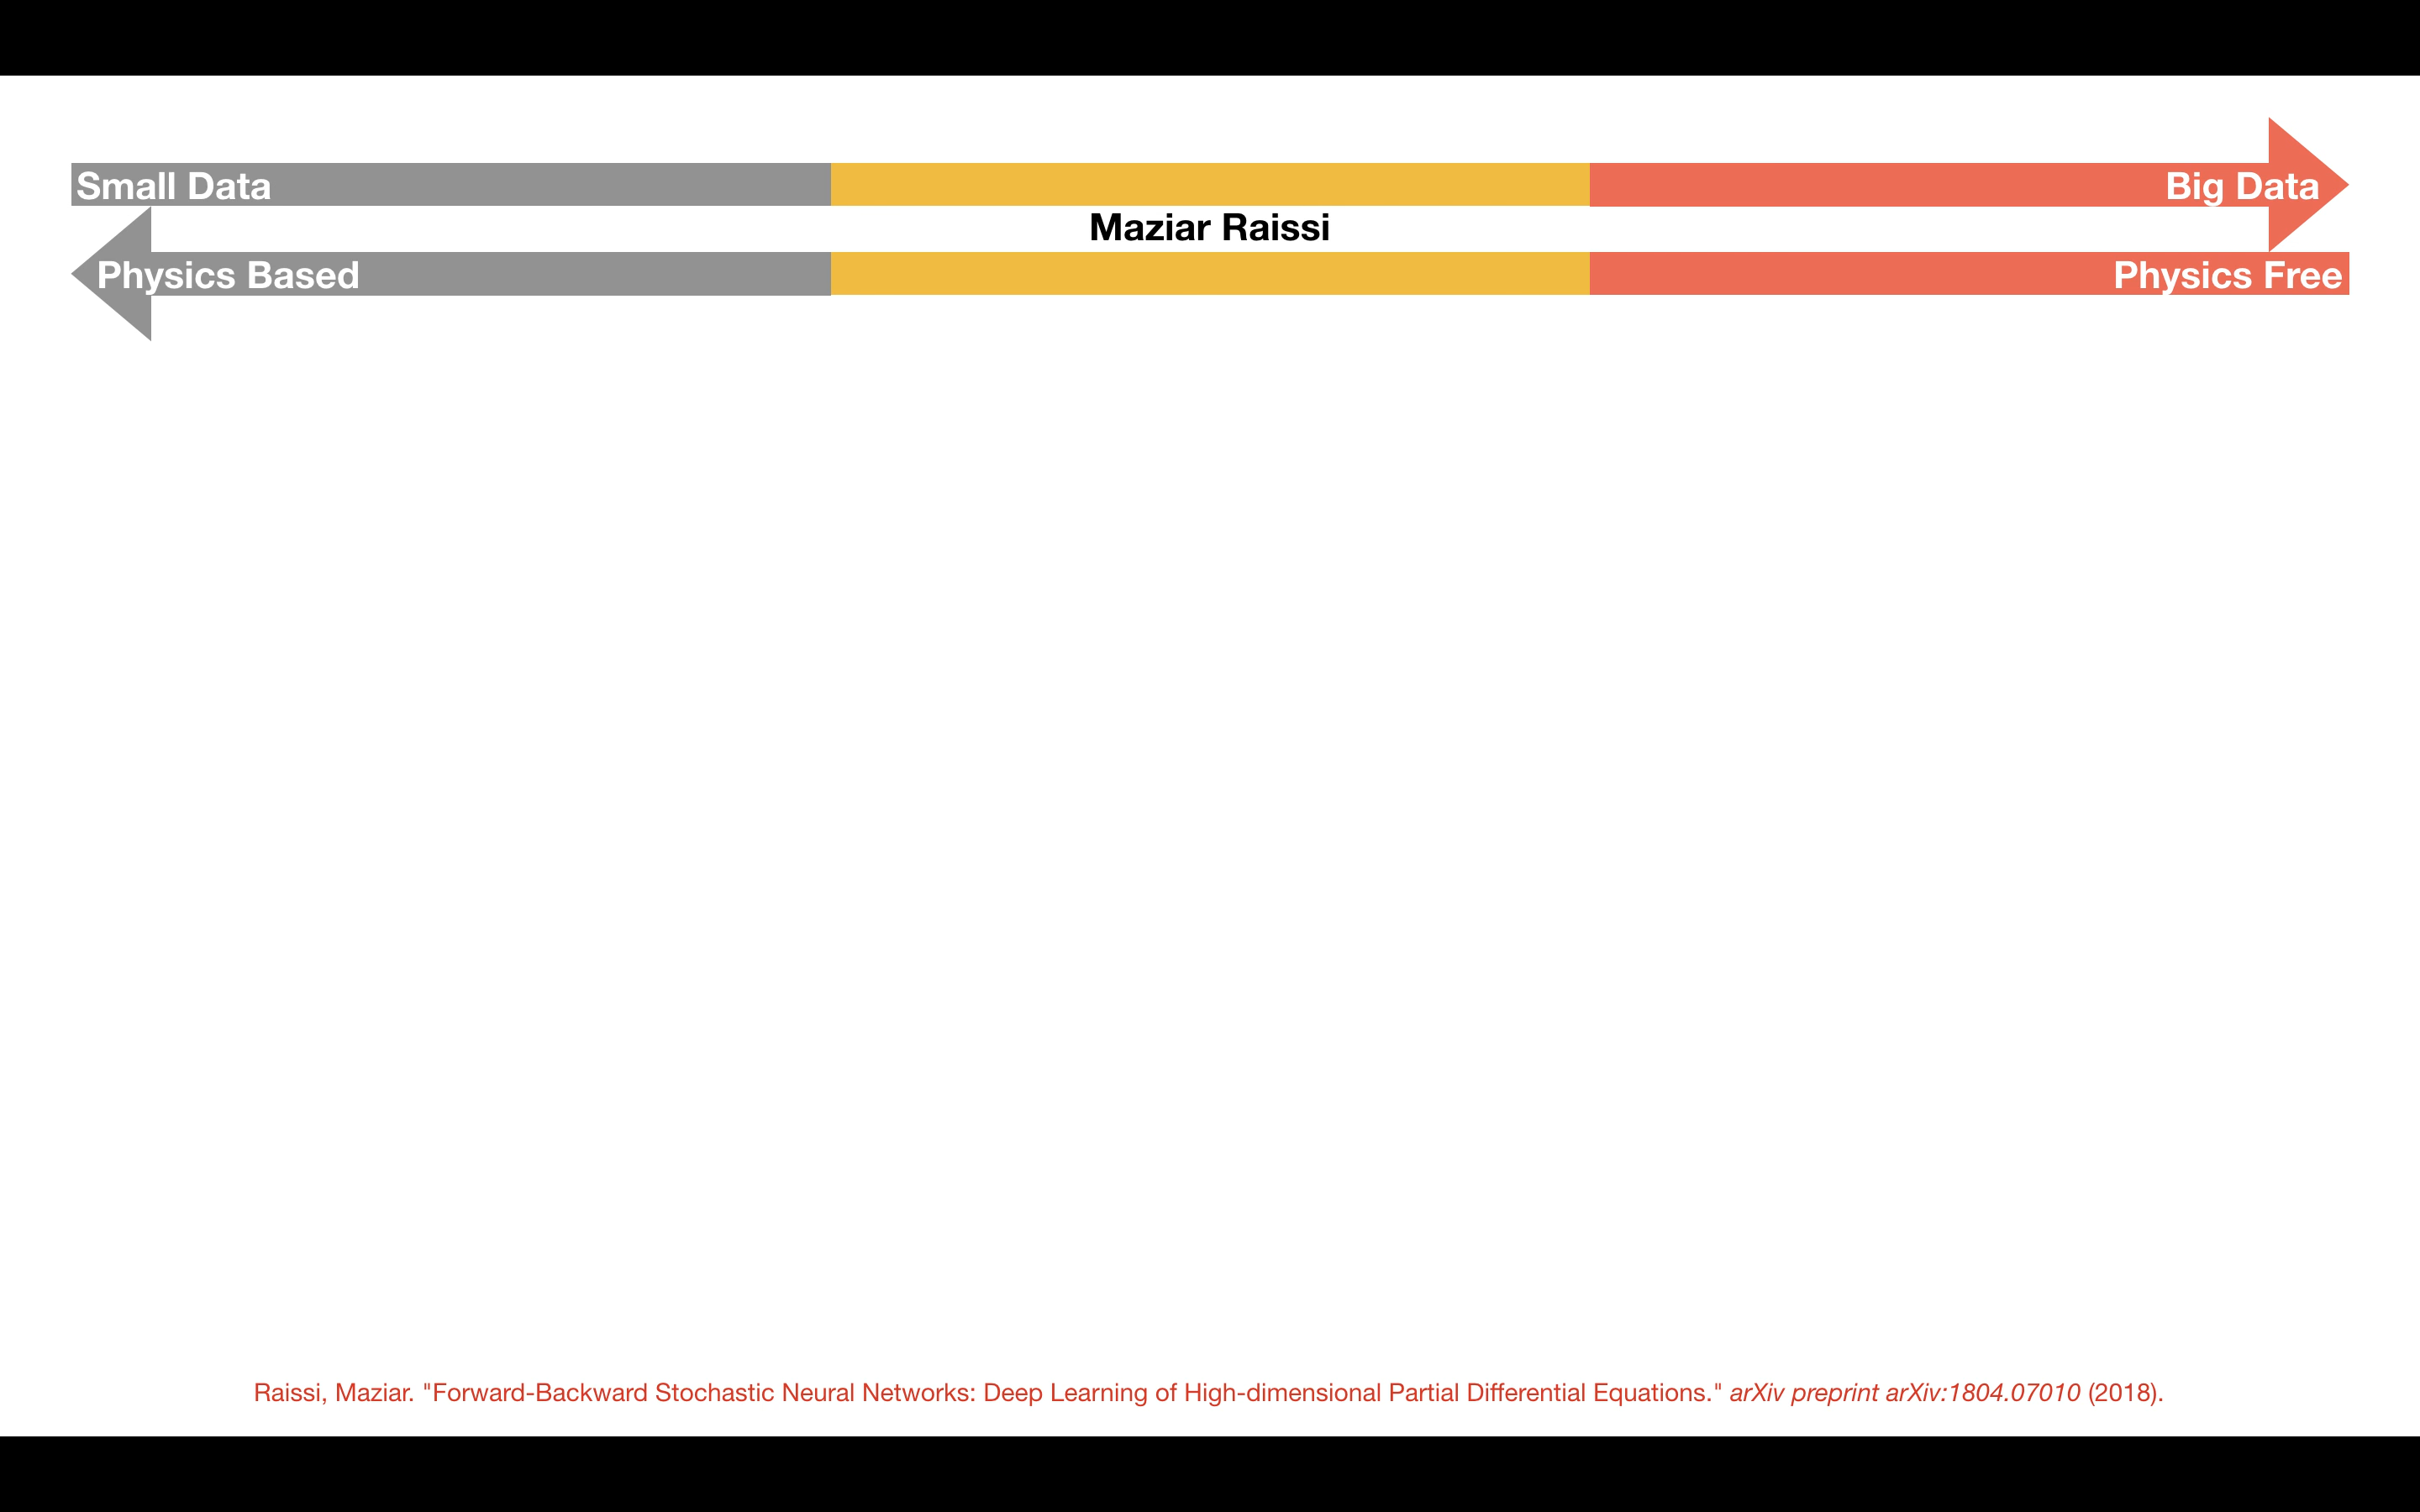 Small Data
Big Data
Maziar Raissi
Physics Based
Physics Free
Raissi, Maziar. "Forward-Backward Stochastic Neural Networks: Deep Learning of High-dimensional Partial Differential Equations." arXiv preprint arXiv:1804.07010 (2018).